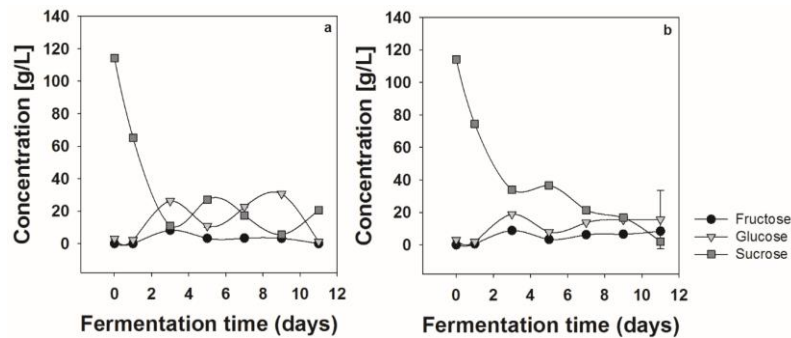 a
140
120
100
80
60
40
20
0
Concentration [g/L]
0 2 4 6 8 10 12
Fermentation time (days)
b
140
120
100
80
60
40
20
0
Concentration [g/L]
0 2 4 6 8 10 12
Fermentation time (days)
Fructose
Glucose
Sucrose